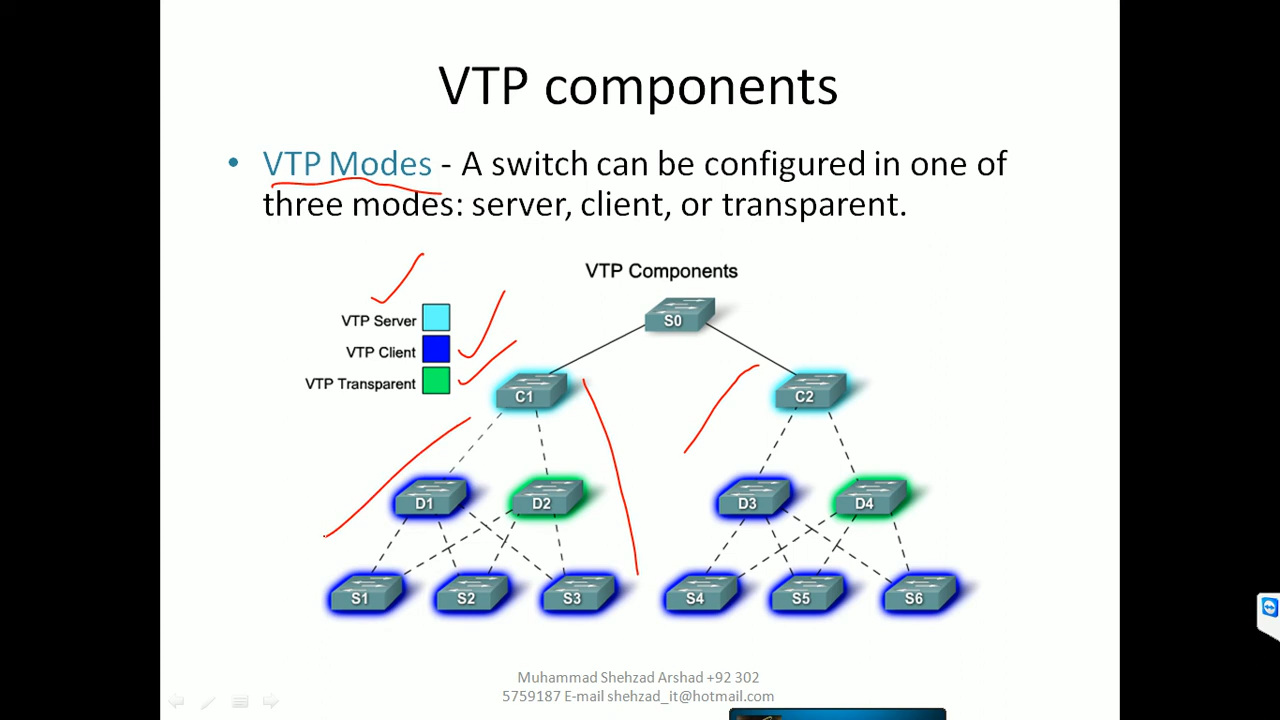 VTP components
• VTP Modes - A switch can be configured in one of
three modes: server, client, or transparent.
VTP Components
S0
VTP Server
VTP Client
VTP Transparent
C1
C2
D1
D2
D3
D4
S1
S2
S3
S4
S5
S6
Muhammad Shehzad Arshad +92 302
5759187 E-mail shehzad_it@hotmail.com